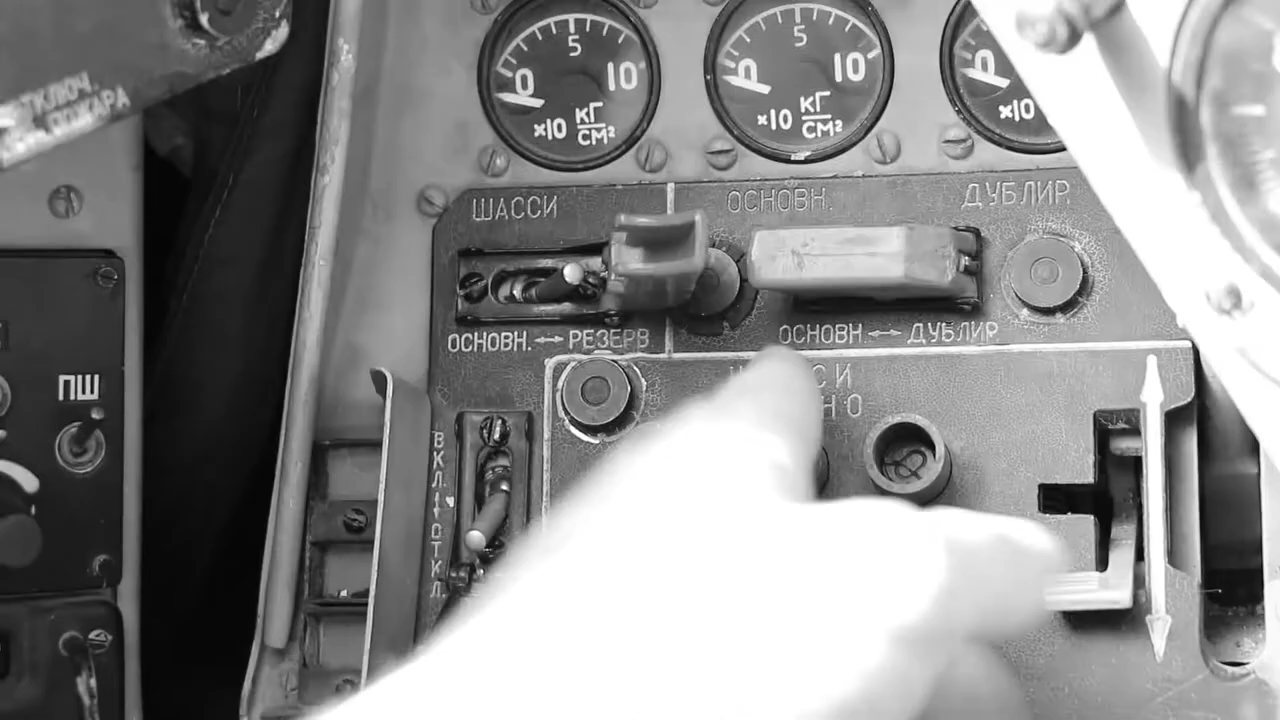 5
0
10
×10 КГ/СМ²
5
0
10
×10 КГ/СМ²
0
×10
ПОЖАРА
ШАССИ
ОСНОВН.
ДУБЛИР.
ОСНОВН. ↔ РЕЗЕРВ
ОСНОВН ↔ ДУБЛИР.
ПШ
ВКЛ ↔ ОТКЛ.